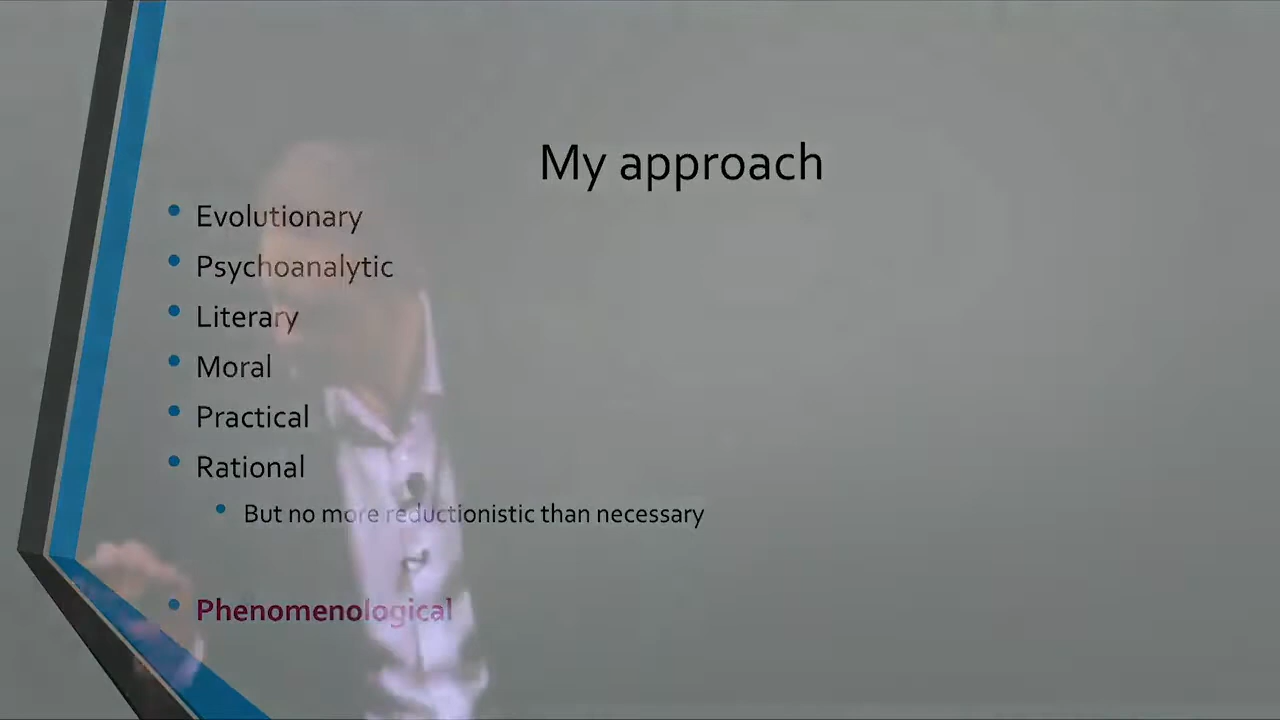 My approach
Evolutionary
Psychoanalytic
Literary
Moral
Practical
Rational
But no more reductionistic than necessary
Phenomenological